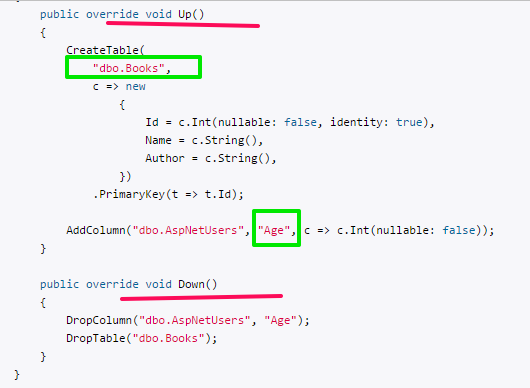 public override void Up()
{
CreateTable(
"dbo.Books",
c => new
{
Id = c.Int(nullable: false, identity: true),
Name = c.String(),
Author = c.String(),
})
.PrimaryKey(t => t.Id);
AddColumn("dbo.AspNetUsers", "Age", c => c.Int(nullable: false));
}
public override void Down()
{
DropColumn("dbo.AspNetUsers", "Age");
DropTable("dbo.Books");
}
}